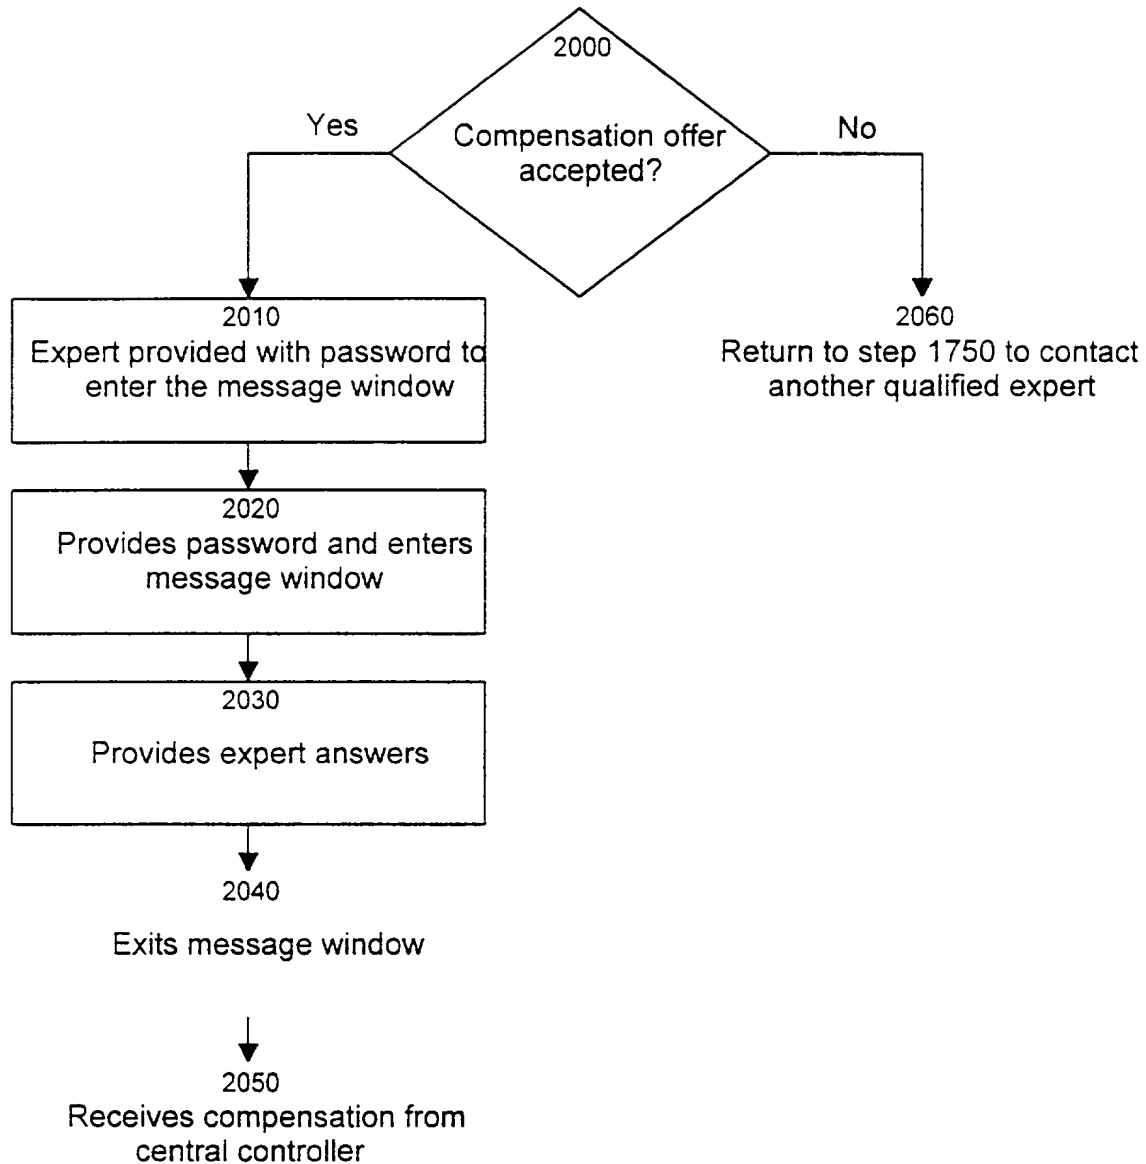 2000
Compensation offer
accepted?
Yes
No
2010
Expert provided with password to
enter the message window
2060
Return to step 1750 to contact
another qualified expert
2020
Provides password and enters
message window
2030
Provides expert answers
2040
Exits message window
2050
Receives compensation from
central controller